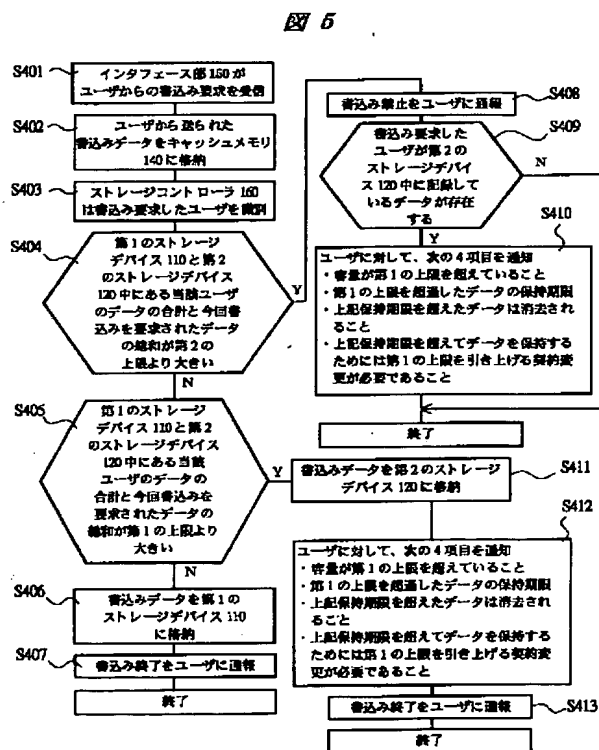 図 5
S401
インタフェース部150が
ユーザからの書込み要求を受信
S402
ユーザから送られた
書込みデータをキャッシュメモリ
140に格納
S403
ストレージコントローラ160
は書込み要求したユーザを識別
S404
第1のストレージ
デバイス110と第2
のストレージデバイス
120中にある当該ユーザ
のデータの合計と今回書込
みを要求されたデータ
の総和が第2の
上限より大きい
Y
N
S405
第1のストレージ
デバイス110と第2
のストレージデバイス
120中にある当該
ユーザのデータの
合計と今回書込みを
要求されたデータの
総和が第1の上限より
大きい
Y
N
S406
書込みデータを第1の
ストレージデバイス110
に格納
S407
書込み終了をユーザに通報
終了
S408
書込み禁止をユーザに通報
S409
書込み要求した
ユーザが第2の
ストレージデバイ
ス120中に記録して
いるデータが存在
する
N
Y
S410
ユーザに対して、次の4項目を通知
・容量が第1の上限を超えていること
・第1の上限を超過したデータの保持期限
・上記保持期限を超えたデータは消去され
ること
・上記保持期限を超えてデータを保持する
ためには第1の上限を引き上げる契約変
更が必要であること
終了
S411
書込みデータを第2のストレージ
デバイス120に格納
S412
ユーザに対して、次の4項目を通知
・容量が第1の上限を超えていること
・第1の上限を超過したデータの保持期限
・上記保持期限を超えたデータは消去され
ること
・上記保持期限を超えてデータを保持する
ためには第1の上限を引き上げる契約変
更が必要であること
S413
書込み終了をユーザに通報
終了